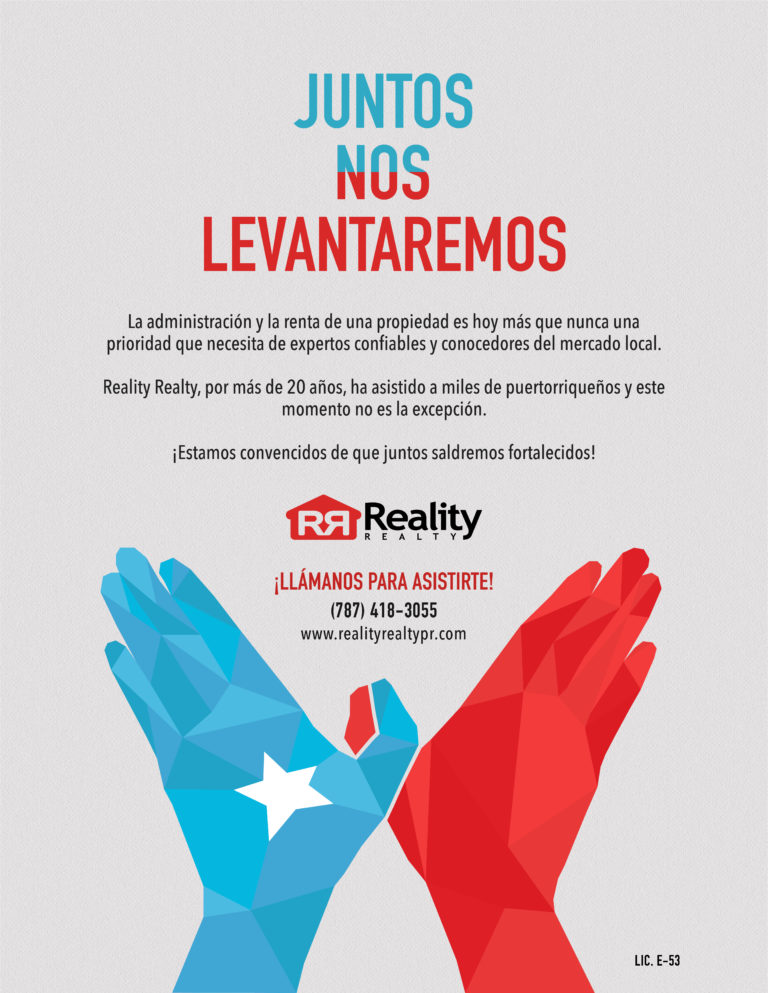 JUNTOS
NOS
LEVANTAREMOS
La administración y la renta de una propiedad es hoy más que nunca una
prioridad que necesita de expertos confiables y conocedores del mercado local.
Reality Realty, por más de 20 años, ha asistido a miles de puertorriqueños y este
momento no es la excepción.
¡Estamos convencidos de que juntos saldremos fortalecidos!
RR Reality
REALTY
¡LLÁMANOS PARA ASISTIRTE!
(787) 418-3055
www.realityrealtypr.com
LIC. E-53